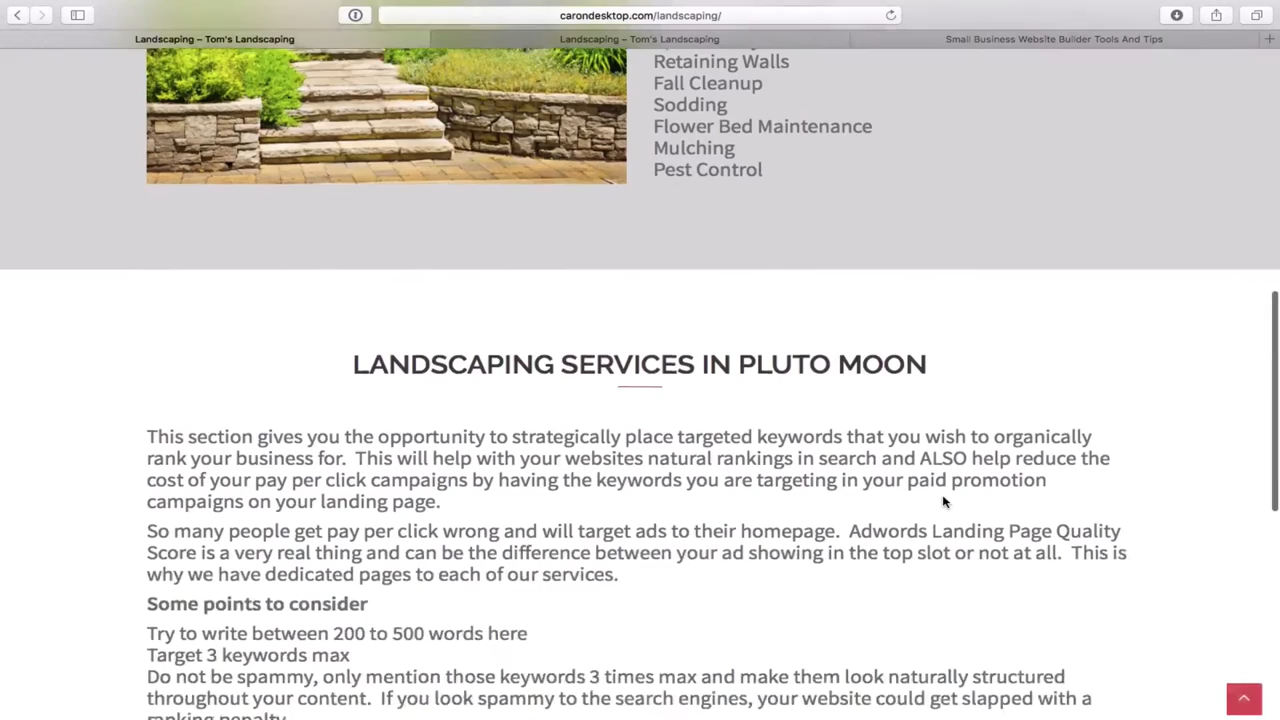 carondesktop.com/landscaping/
Landscaping – Tom's Landscaping
Landscaping – Tom's Landscaping
Small Business Website Builder Tools And Tips
Retaining Walls
Fall Cleanup
Sodding
Flower Bed Maintenance
Mulching
Pest Control
LANDSCAPING SERVICES IN PLUTO MOON
This section gives you the opportunity to strategically place targeted keywords that you wish to organically
rank your business for.  This will help with your websites natural rankings in search and ALSO help reduce the
cost of your pay per click campaigns by having the keywords you are targeting in your paid promotion
campaigns on your landing page.
So many people get pay per click wrong and will target ads to their homepage.  Adwords Landing Page Quality
Score is a very real thing and can be the difference between your ad showing in the top slot or not at all.  This is
why we have dedicated pages to each of our services.
Some points to consider
Try to write between 200 to 500 words here
Target 3 keywords max
Do not be spammy, only mention those keywords 3 times max and make them look naturally structured
throughout your content.  If you look spammy to the search engines, your website could get slapped with a
ranking penalty